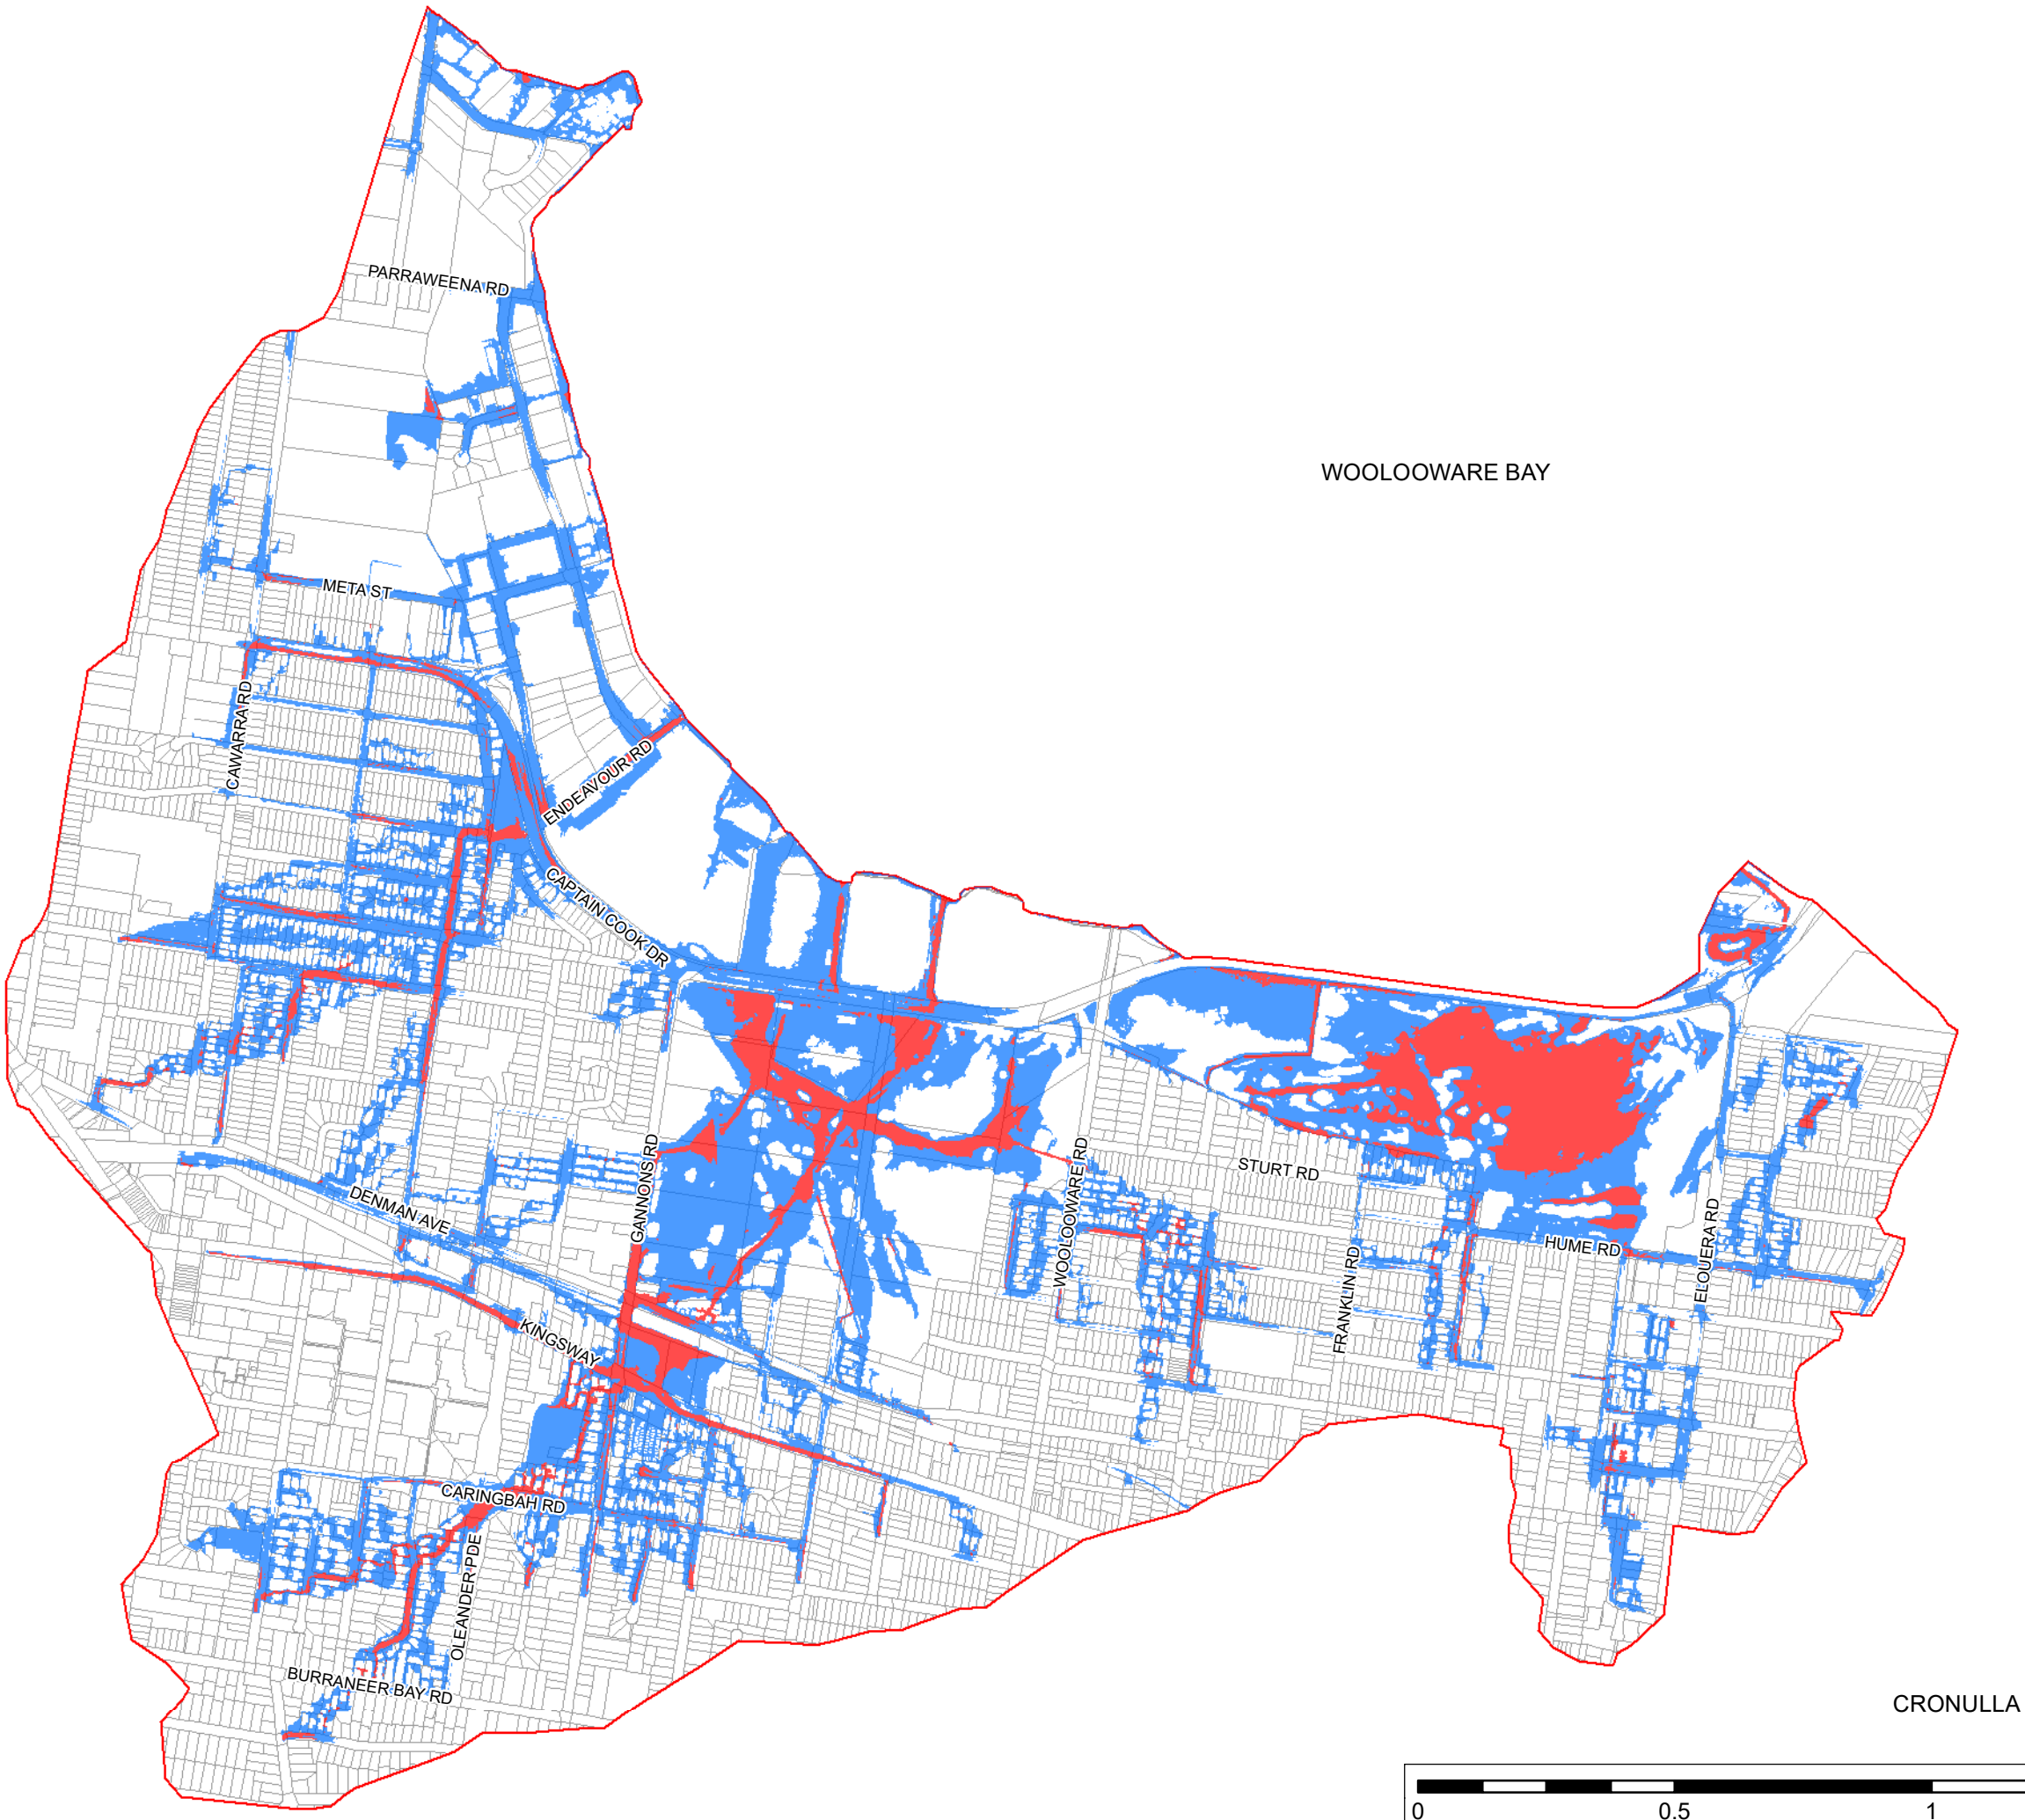 PARRAWEENA RD
WOOLOOWARE BAY
META ST
CAWARRA RD
ENDEAVOUR RD
CAPTAIN COOK DR
GANNONS RD
STURT RD
WOOLOOWARE RD
DENMAN AVE
HUME RD
ELOUERA RD
FRANKLIN RD
KINGSWAY
CARINGBAH RD
OLEANDER PDE
BURRANEER BAY RD
CRONULLA
0 0.5 1